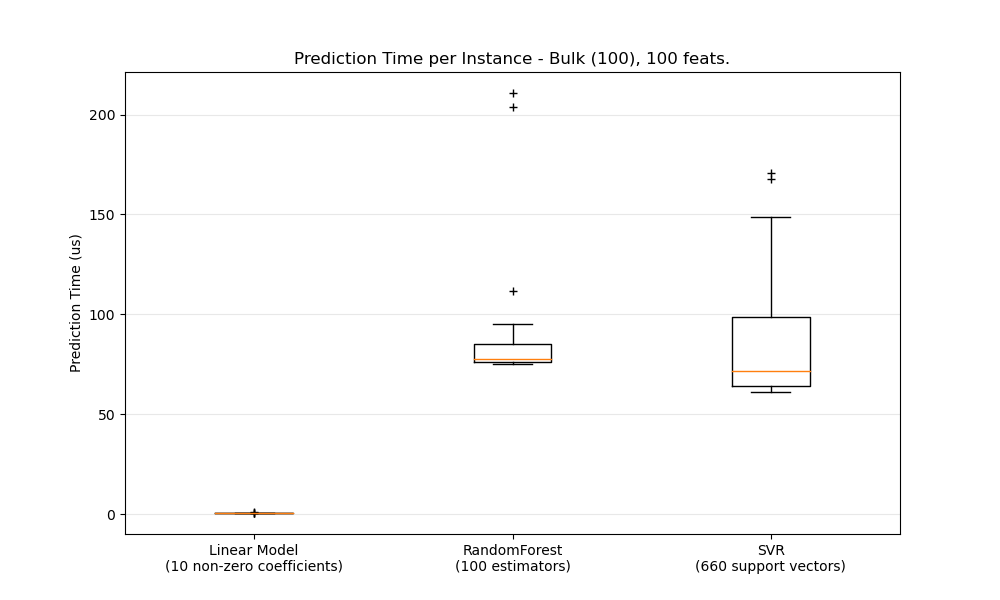 Prediction Time per Instance - Bulk (100), 100 feats.
Prediction Time (us)
200
150
100
50
0
Linear Model
(10 non-zero coefficients)
RandomForest
(100 estimators)
SVR
(660 support vectors)